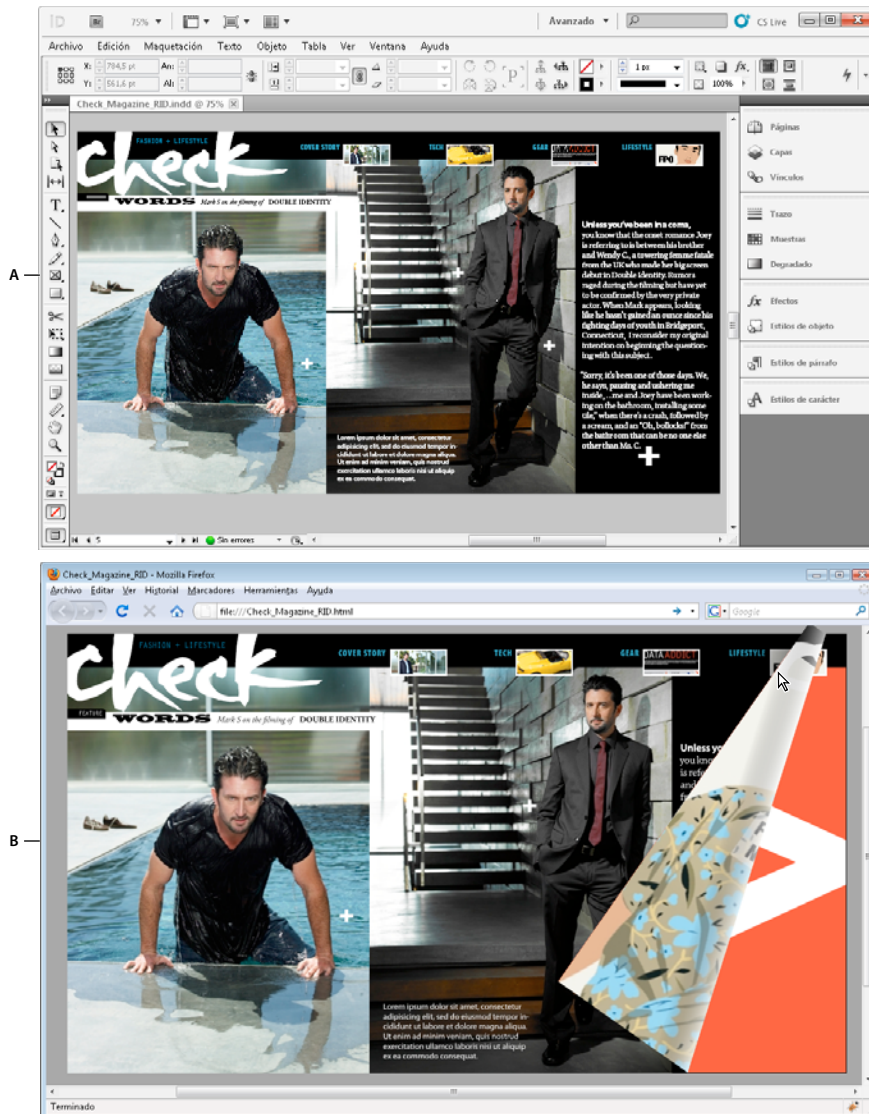 ID
Br
75%
Avanzado
CS Live
Archivo Edición Maquetación Texto Objeto Tabla Ver Ventana Ayuda
X: 704,5 pt An: 1 px
Y: 561,6 pt Al: 100%
Check_Magazine_RID.indd @ 75%
FASHION + LIFESTYLE
check
COVER STORY TECH GEAR LIFESTYLE
DATA ADDICT
FPO
WORDS Mark S on the filming of DOUBLE IDENTITY
Unless you've been in a coma,
you know that the onset romance Joey
is referring to is between his brother
and Wendy C., a towering femme fatale
from the UK who made her big screen
debut in Double Identity. Rumors
raged during the filming but have yet
to be confirmed by the very private
actor. When Mark appears, looking
like he hasn't gained an ounce since his
fighting days of youth in Bridgeport,
Connecticut, I reconsider my original
intention on beginning the question-
ing with this subject.
"Sorry, it's been one of those days. We,
he says, pausing and ushering me
inside, ...me and Joey have been work-
ing on the bathroom, installing some
tile," when there's a crash, followed by
a scream, and an "Oh, bollocks!" from
the bathroom that can be no one else
other than Ms. C.
Lorem ipsum dolor sit amet, consectetur
adipisicing elit, sed do eiusmod tempor in-
cididunt ut labore et dolore magna aliqua.
Ut enim ad minim veniam, quis nostrud
exercitation ullamco laboris nisi ut aliquip
ex ea commodo consequat.
Páginas
Capas
Vínculos
Trazo
Muestras
Degradado
Efectos
Estilos de objeto
Estilos de párrafo
Estilos de carácter
A
5 Sin errores
Check_Magazine_RID - Mozilla Firefox
Archivo Editar Ver Historial Marcadores Herramientas Ayuda
file:///Check_Magazine_RID.html
Google
FASHION + LIFESTYLE
check
COVER STORY TECH GEAR LIFESTYLE
DATA ADDICT
FEATURE
WORDS Mark S on the filming of DOUBLE IDENTITY
Unless yo
you kno
is refe
and
B
Lorem ipsum dolor sit amet, consectetur
adipisicing elit, sed do eiusmod tempor in-
cididunt ut labore et dolore magna aliqua.
Ut enim ad minim veniam, quis nostrud
exercitation ullamco laboris nisi ut aliquip
ex ea commodo consequat.
Terminado